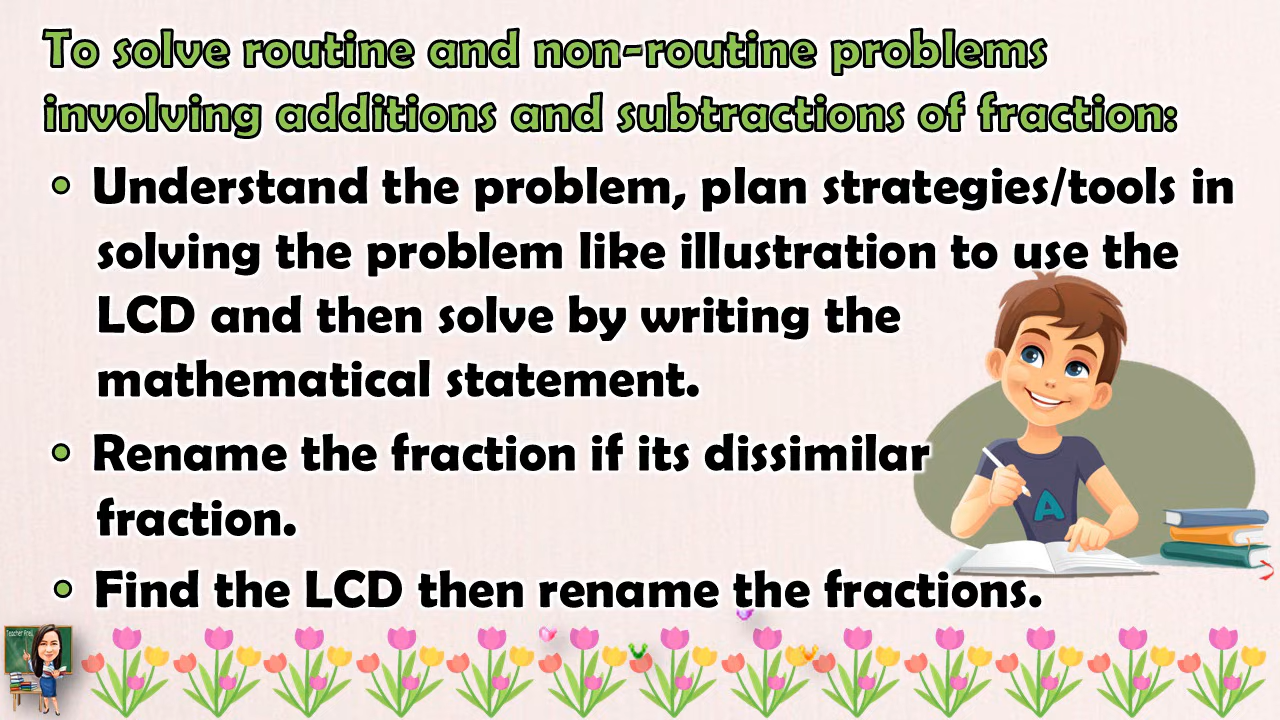 To solve routine and non-routine problems
involving additions and subtractions of fraction:
• Understand the problem, plan strategies/tools in
solving the problem like illustration to use the
LCD and then solve by writing the
mathematical statement.
• Rename the fraction if its dissimilar
fraction.
• Find the LCD then rename the fractions.
A
Teacher